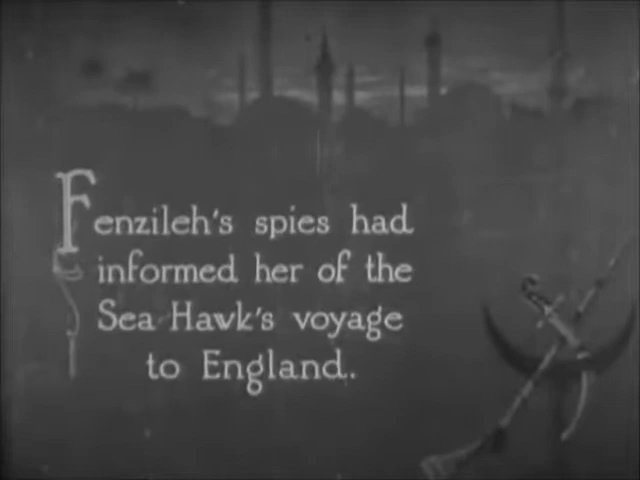 Fenzileh's spies had
informed her of the
Sea Hawk's voyage
to England.